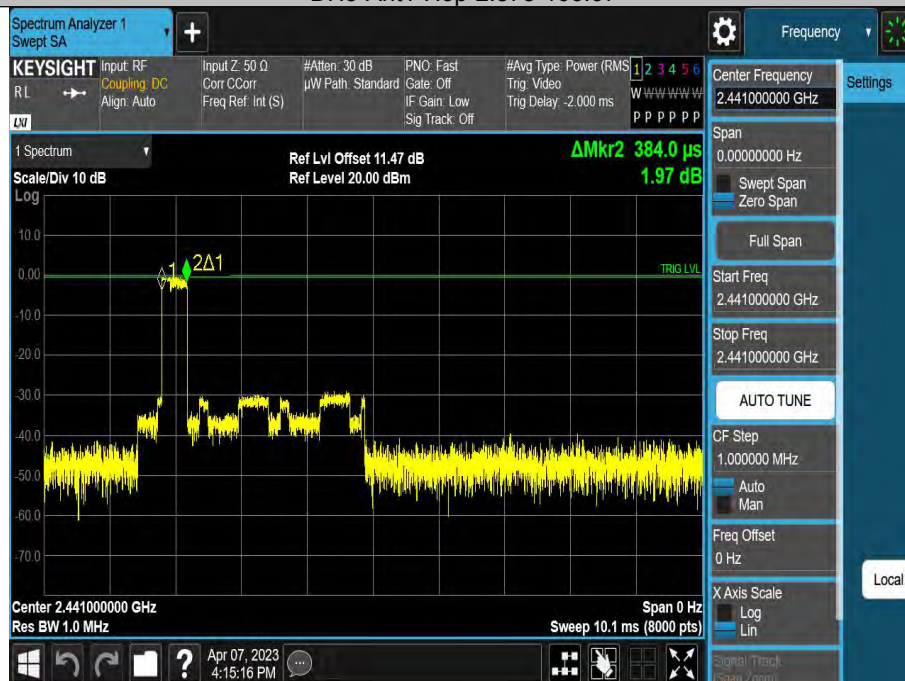 Spectrum Analyzer 1
Swept SA
+
Frequency
KEYSIGHT
RL
LXI
Input: RF
Coupling: DC
Align: Auto
Input Z: 50 Ω
Corr CCorr
Freq Ref: Int (S)
#Atten: 30 dB
µW Path: Standard
PNO: Fast
Gate: Off
IF Gain: Low
Sig Track: Off
#Avg Type: Power (RMS
Trig: Video
Trig Delay: -2.000 ms
1 2 3 4 5 6
W W W W W W
P P P P P P
1 Spectrum
Scale/Div 10 dB
Log
Ref Lvl Offset 11.47 dB
Ref Level 20.00 dBm
ΔMkr2 384.0 µs
1.97 dB
10.0
0.00
-10.0
-20.0
-30.0
-40.0
-50.0
-60.0
-70.0
1
2Δ1
TRIG LVL
Center 2.441000000 GHz
Res BW 1.0 MHz
Span 0 Hz
Sweep 10.1 ms (8000 pts)
Apr 07, 2023
4:15:16 PM
?
Center Frequency
2.441000000 GHz
Settings
Span
0.00000000 Hz
Swept Span
Zero Span
Full Span
Start Freq
2.441000000 GHz
Stop Freq
2.441000000 GHz
AUTO TUNE
CF Step
1.000000 MHz
Auto
Man
Freq Offset
0 Hz
X Axis Scale
Log
Lin
Local
Signal Track
(Span Zoom)